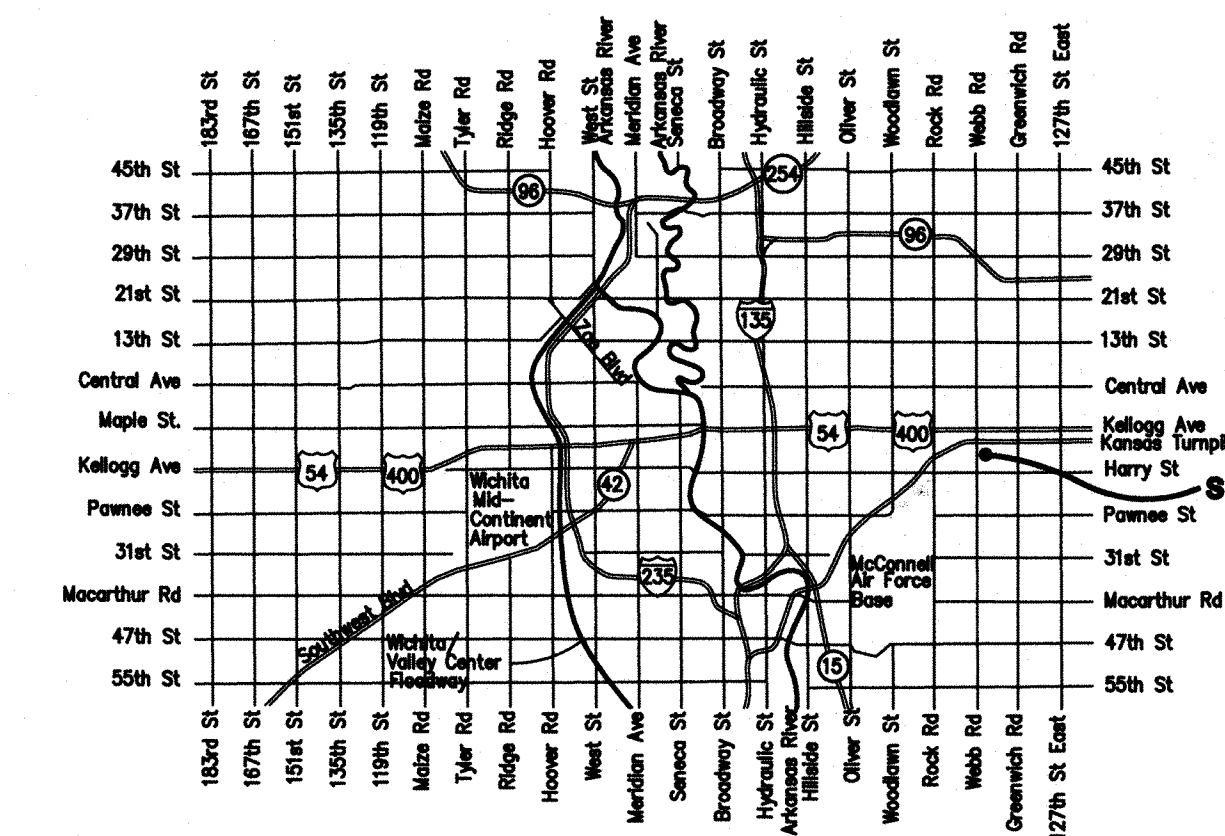 183rd St
167th St
151st St
135th St
119th St
Maize Rd
Tyler Rd
Ridge Rd
Hoover Rd
West St
Arkansas River
Meridian Ave
Arkansas River
Seneca St
Broadway St
Hydraulic St
Hillside St
Oliver St
Woodlawn St
Rock Rd
Webb Rd
Greenwich Rd
127th St East
45th St
254
45th St
96
37th St
37th St
96
29th St
29th St
21st St
21st St
135
13th St
13th St
Zoo Blvd
Central Ave
Central Ave
Maple St.
54
400
Kellogg Ave
Kansas Turnpi
Kellogg Ave
54
400
Harry St
S
Wichita
Mid-
Continent
Airport
42
Pawnee St
Pawnee St
31st St
31st St
McConnell
Air Force
Base
235
Macarthur Rd
Macarthur Rd
Southwest Blvd
47th St
47th St
Wichita/
Valley Center
Floodway
15
55th St
55th St
183rd St
167th St
151st St
135th St
119th St
Maize Rd
Tyler Rd
Ridge Rd
Hoover Rd
West St
Meridian Ave
Seneca St
Broadway St
Hydraulic St
Arkansas River
Hillside St
Oliver St
Woodlawn St
Rock Rd
Webb Rd
Greenwich Rd
127th St East